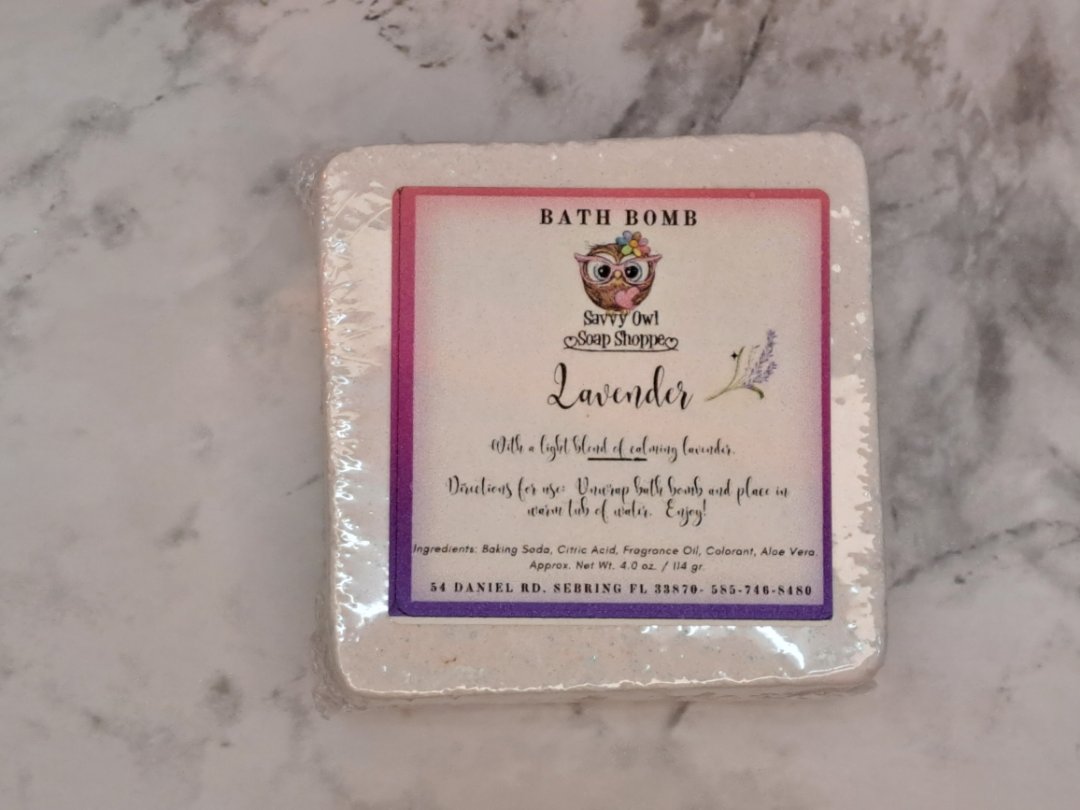 BATH BOMB
Savvy Owl
Soap Shoppe
Lavender
With a light blend of calming lavender.
Directions for use: Unwrap bath bomb and place in
warm tub of water. Enjoy!
Ingredients: Baking Soda, Citric Acid, Fragrance Oil, Colorant, Aloe Vera.
Approx. Net Wt. 4.0 oz. / 114 gr.
54 DANIEL RD. SEBRING FL 33870- 585-746-8480